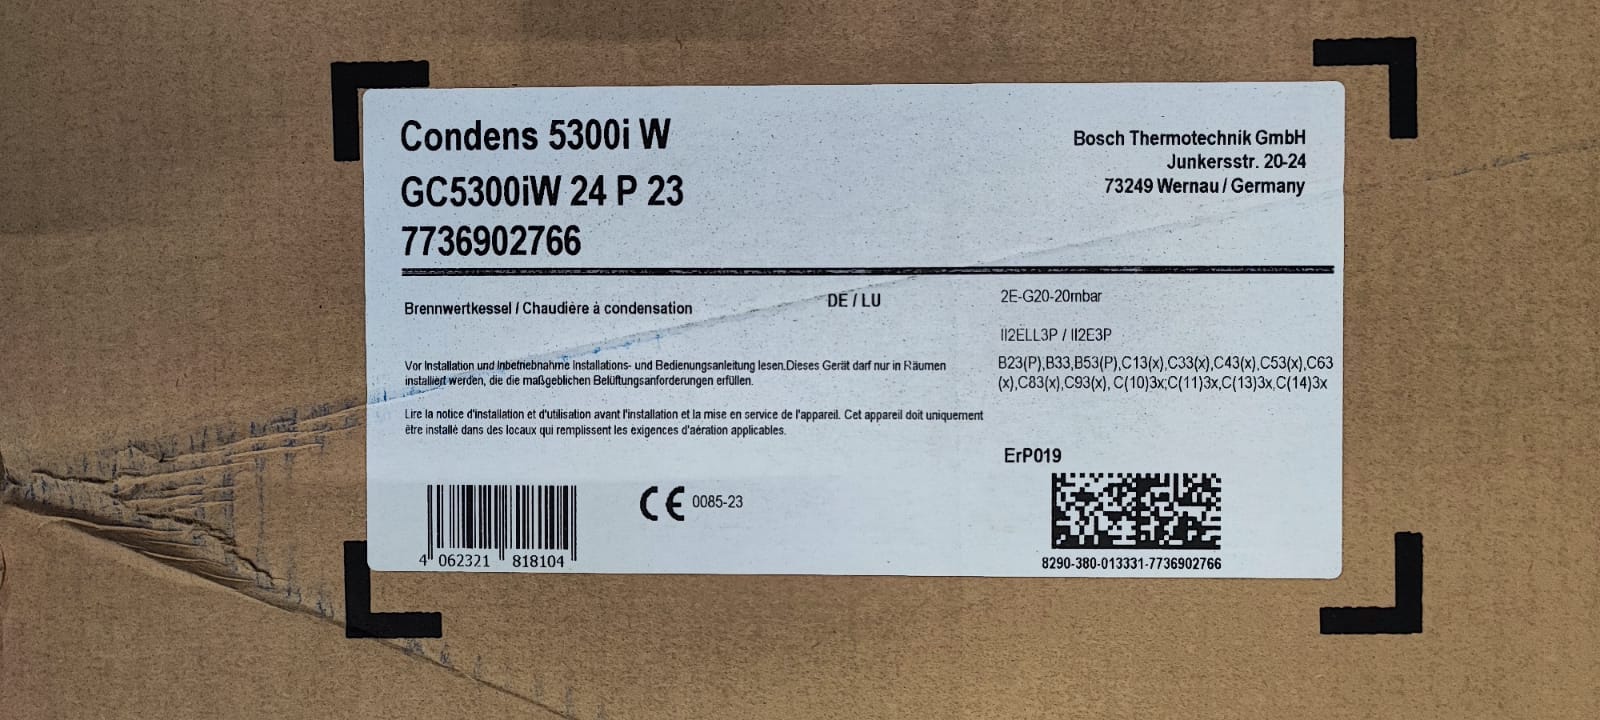 Condens 5300i W
GC5300iW 24 P 23
7736902766
Bosch Thermotechnik GmbH
Junkersstr. 20-24
73249 Wernau / Germany
Brennwertkessel / Chaudière à condensation
DE / LU
2E-G20-20mbar
II2ELL3P / II2E3P
B23(P),B33,B53(P),C13(x),C33(x),C43(x),C53(x),C63
(x),C83(x),C93(x), C(10)3x;C(11)3x,C(13)3x,C(14)3x
Vor Installation und Inbetriebnahme Installations- und Bedienungsanleitung lesen.Dieses Gerät darf nur in Räumen
installiert werden, die die maßgeblichen Belüftungsanforderungen erfüllen.
Lire la notice d'installation et d'utilisation avant l'installation et la mise en service de l'appareil. Cet appareil doit uniquement
être installé dans des locaux qui remplissent les exigences d'aération applicables.
ErP019
CE 0085-23
4 062321 818104
8290-380-013331-7736902766